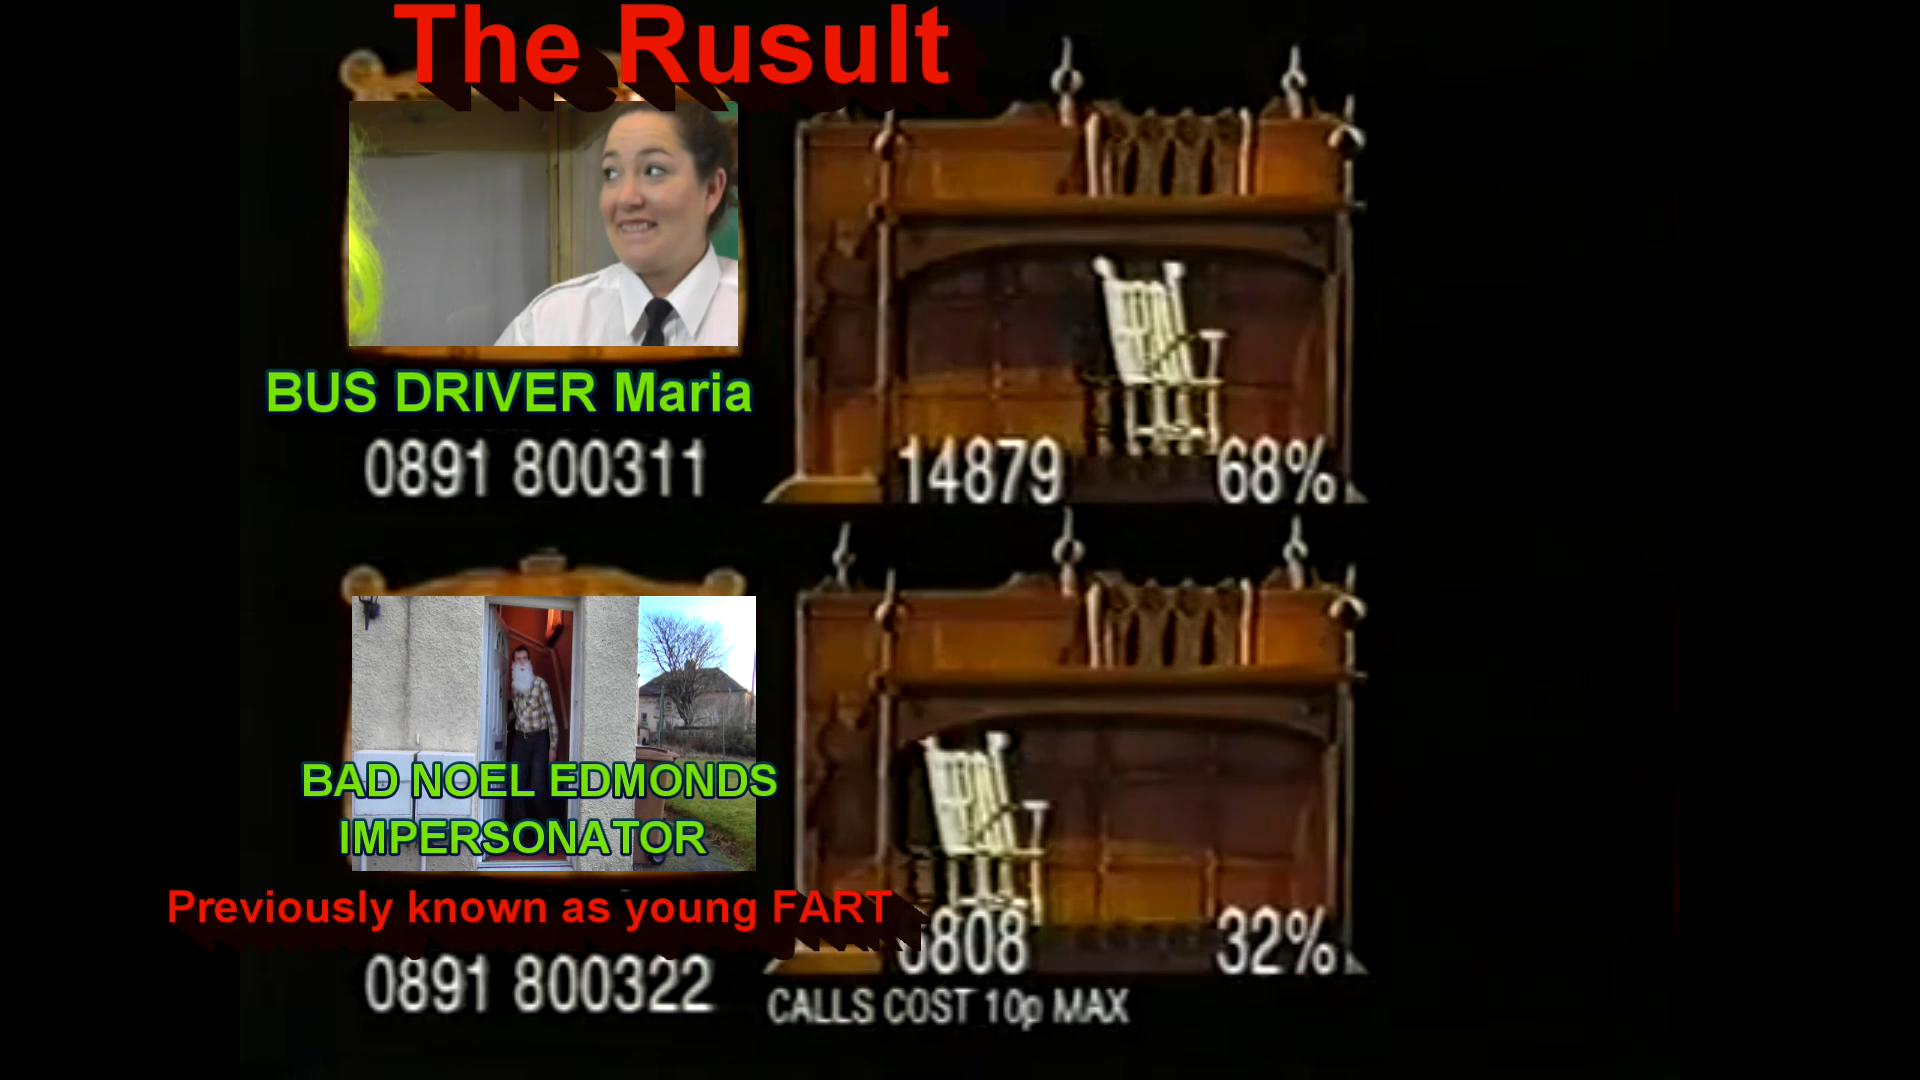 The Rusult
BUS DRIVER Maria
0891 800311
14879
68%
BAD NOEL EDMONDS
IMPERSONATOR
Previously known as young FART
0891 800322
32%
CALLS COST 10p MAX